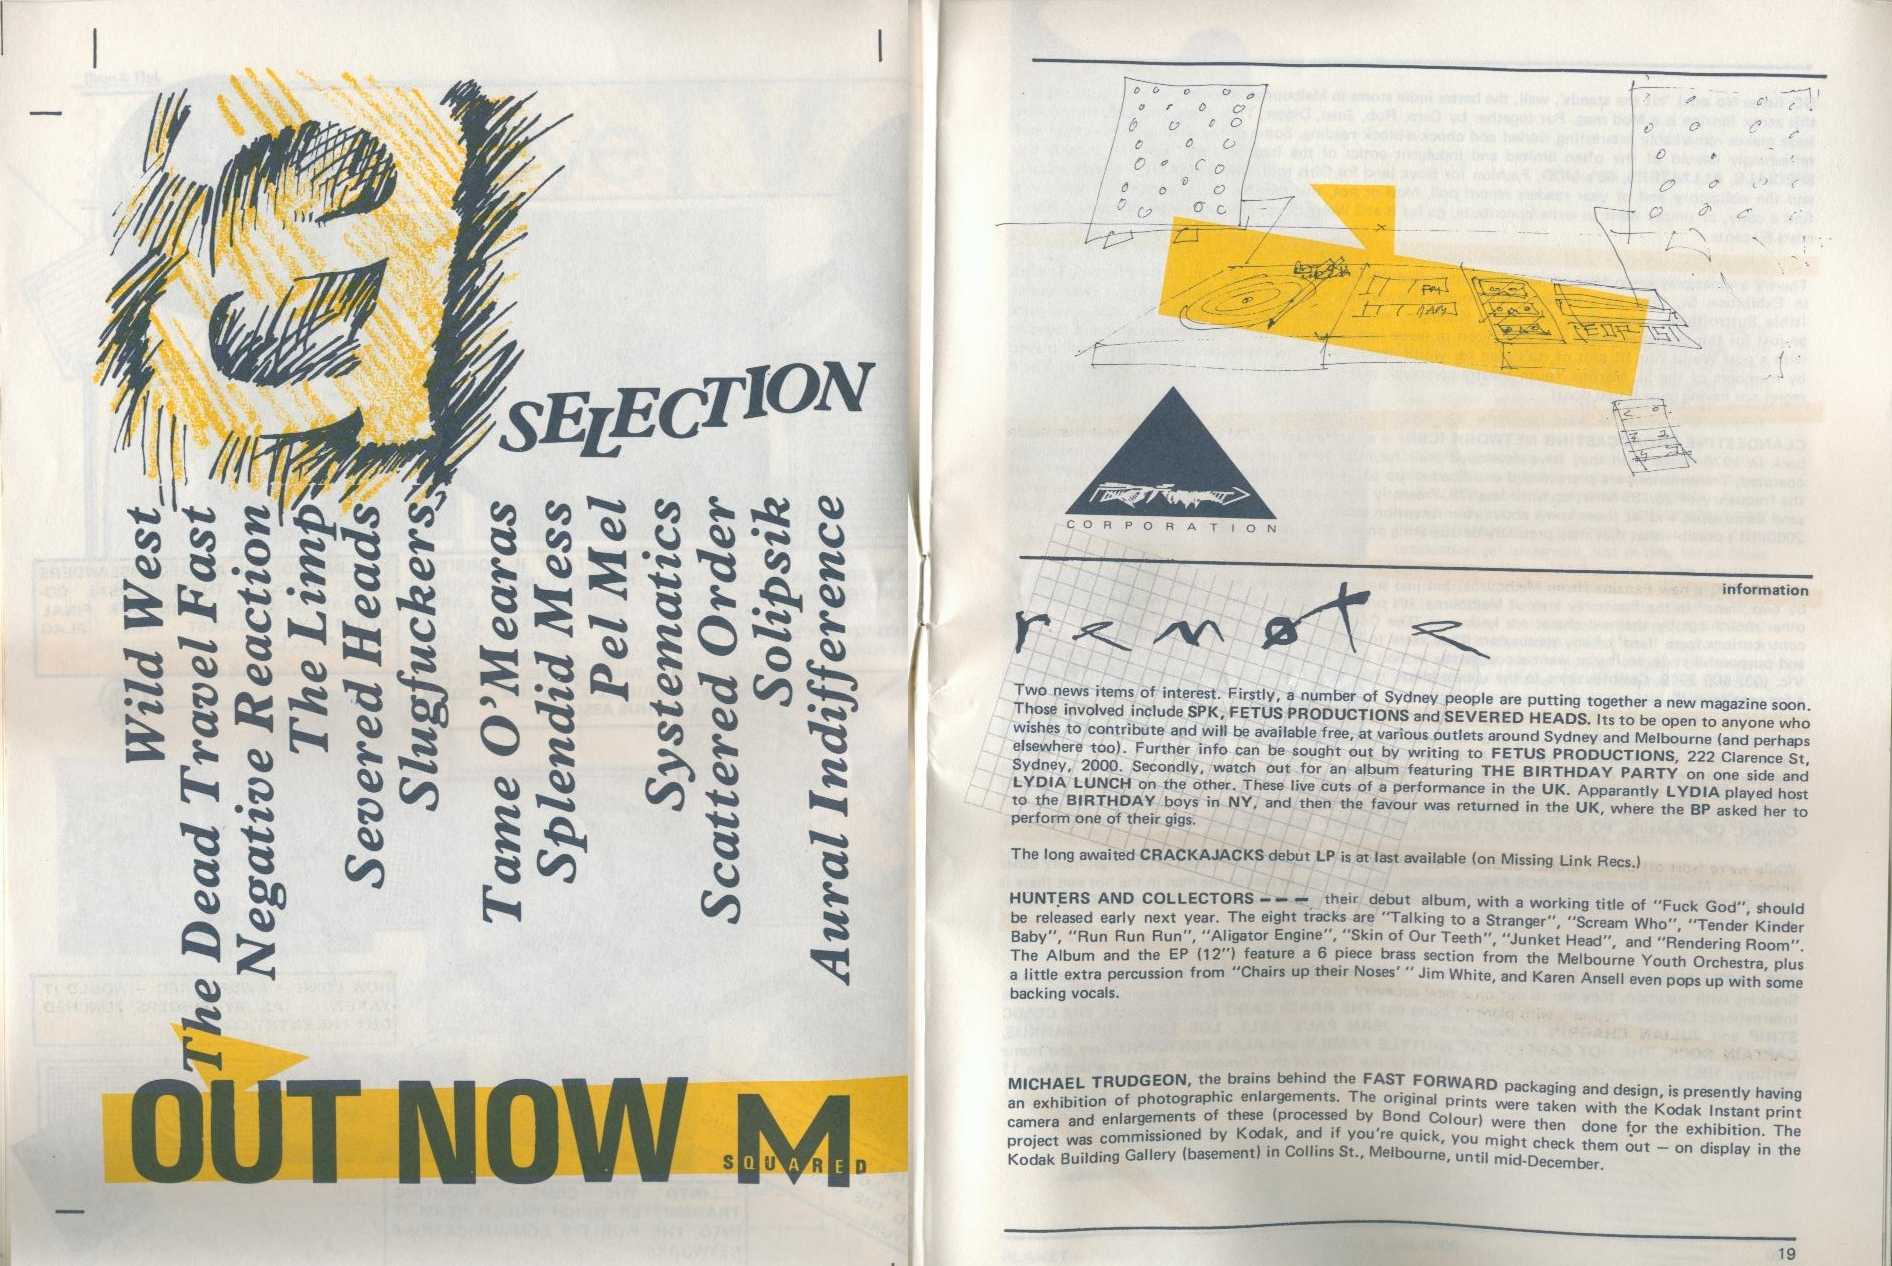 a
SELECTION
Wild West
The Dead Travel Fast
Negative Reaction
The Limp
Severed Heads
Slugfuckers
Tame O'Mearas
Splendid Mess
Pel Mel
Systematics
Scattered Order
Solipsik
Aural Indifference
OUT NOW M
SQUARED
CORPORATION
information
remote
Two news items of interest. Firstly, a number of Sydney people are putting together a new magazine soon.
Those involved include SPK, FETUS PRODUCTIONS and SEVERED HEADS. Its to be open to anyone who
wishes to contribute and will be available free, at various outlets around Sydney and Melbourne (and perhaps
elsewhere too). Further info can be sought out by writing to FETUS PRODUCTIONS, 222 Clarence St,
Sydney, 2000. Secondly, watch out for an album featuring THE BIRTHDAY PARTY on one side and
LYDIA LUNCH on the other. These live cuts of a performance in the UK. Apparantly LYDIA played host
to the BIRTHDAY boys in NY, and then the favour was returned in the UK, where the BP asked her to
perform one of their gigs.
The long awaited CRACKAJACKS debut LP is at last available (on Missing Link Recs.)
HUNTERS AND COLLECTORS --- their debut album, with a working title of "Fuck God", should
be released early next year. The eight tracks are "Talking to a Stranger", "Scream Who", "Tender Kinder
Baby", "Run Run Run", "Aligator Engine", "Skin of Our Teeth", "Junket Head", and "Rendering Room".
The Album and the EP (12") feature a 6 piece brass section from the Melbourne Youth Orchestra, plus
a little extra percussion from "Chairs up their Noses' " Jim White, and Karen Ansell even pops up with some
backing vocals.
MICHAEL TRUDGEON, the brains behind the FAST FORWARD packaging and design, is presently having
an exhibition of photographic enlargements. The original prints were taken with the Kodak Instant print
camera and enlargements of these (processed by Bond Colour) were then done for the exhibition. The
project was commissioned by Kodak, and if you're quick, you might check them out — on display in the
Kodak Building Gallery (basement) in Collins St., Melbourne, until mid-December.
19